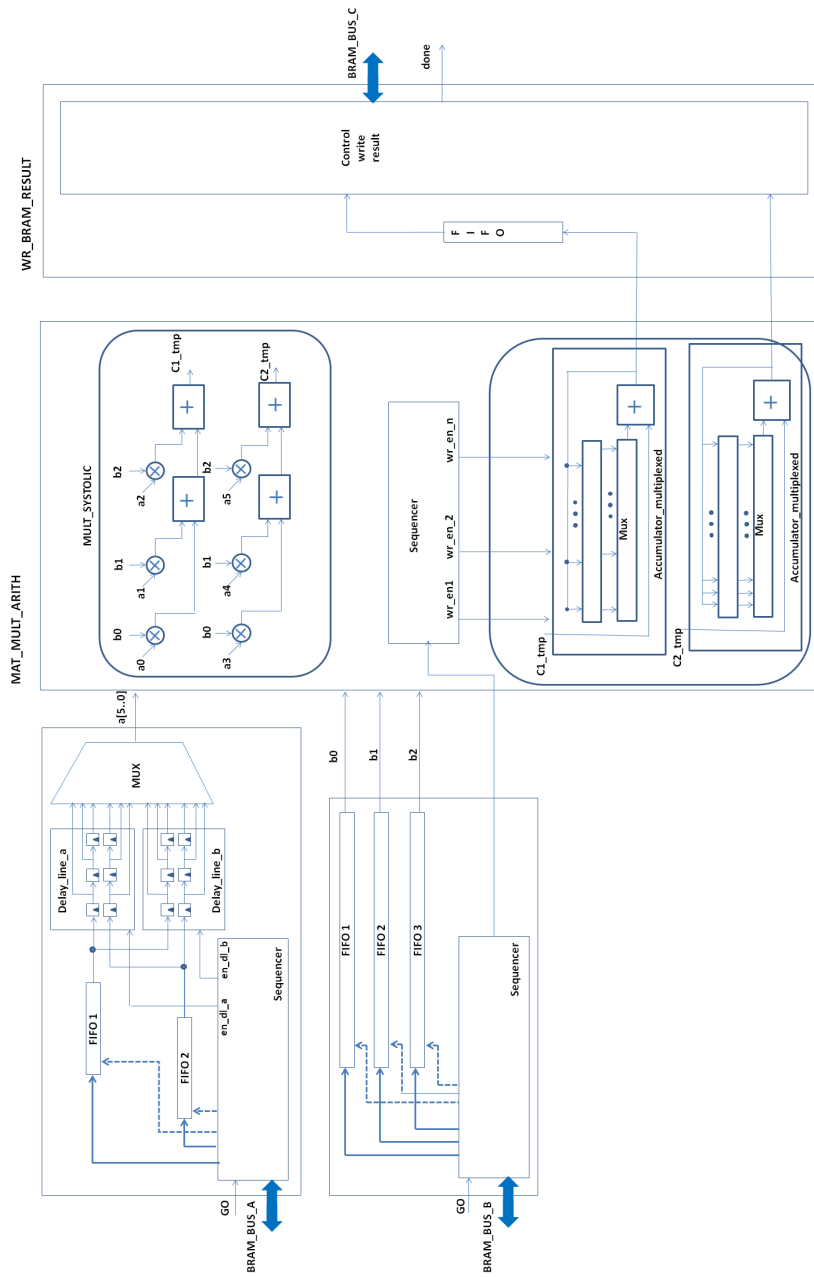 GO
BRAM_BUS_A
Sequencer
en_dl_a
en_dl_b
FIFO 1
FIFO 2
Delay_line_a
Delay_line_b
MUX
a[5..0]
GO
BRAM_BUS_B
Sequencer
FIFO 1
FIFO 2
FIFO 3
b0
b1
b2
MAT_MULT_ARITH
MULT_SYSTOLIC
a0
b0
a1
b1
a2
b2
+
+
C1_tmp
a3
b0
a4
b1
a5
b2
+
+
C2_tmp
Sequencer
wr_en1
wr_en_2
wr_en_n
C1_tmp
Mux
+
Accumulator_multiplexed
C2_tmp
Mux
+
Accumulator_multiplexed
WR_BRAM_RESULT
F
I
F
O
Control
write
result
BRAM_BUS_C
done